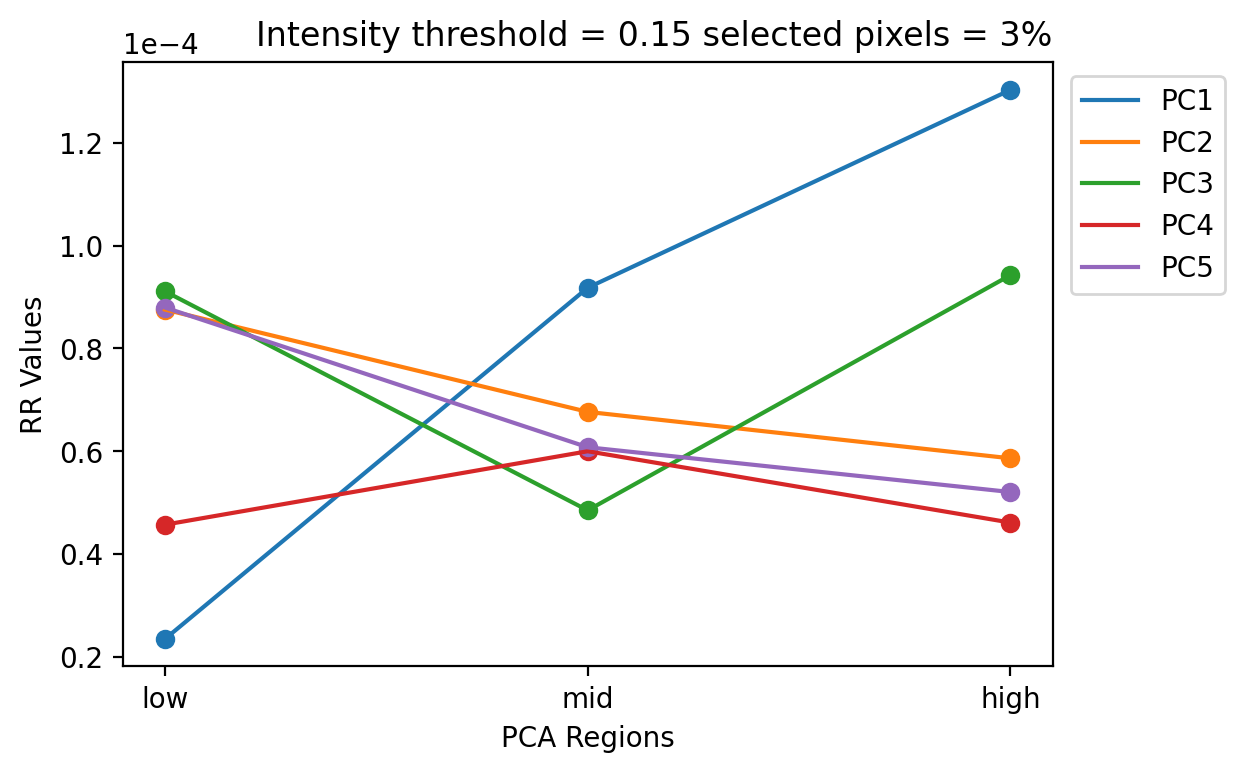 Intensity threshold = 0.15 selected pixels = 3%
1e−4
1.2
1.0
0.8
0.6
0.4
0.2
RR Values
low mid high
PCA Regions
PC1
PC2
PC3
PC4
PC5